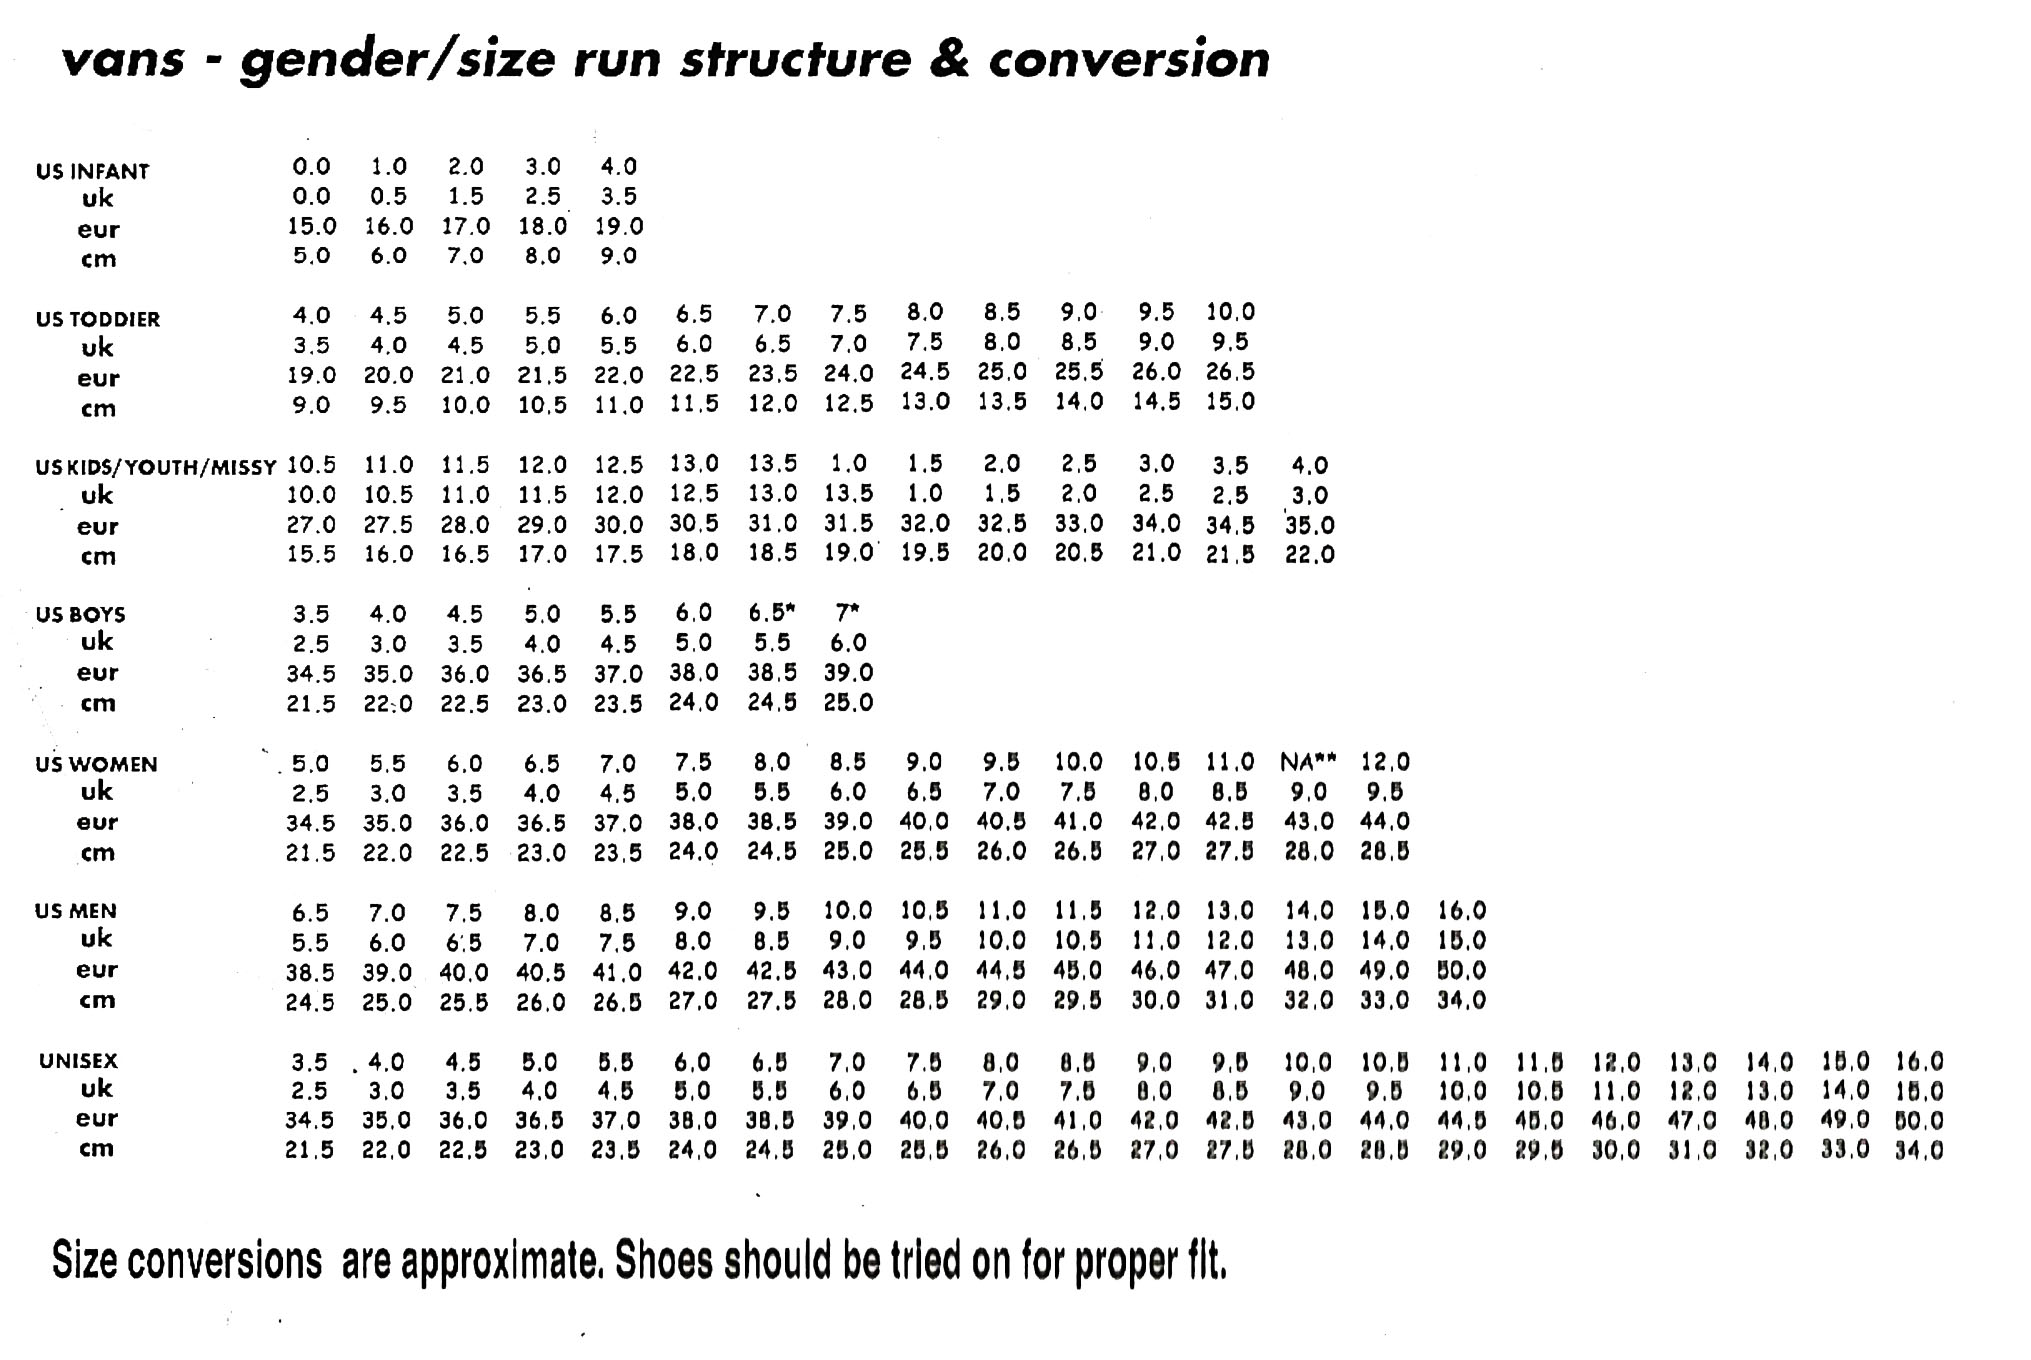 vans - gender/size run structure & conversion
US INFANT 0.0 1.0 2.0 3.0 4.0
uk 0.0 0.5 1.5 2.5 3.5
eur 15.0 16.0 17.0 18.0 19.0
cm 5.0 6.0 7.0 8.0 9.0
US TODDIER 4.0 4.5 5.0 5.5 6.0 6.5 7.0 7.5 8.0 8.5 9.0 9.5 10.0
uk 3.5 4.0 4.5 5.0 5.5 6.0 6.5 7.0 7.5 8.0 8.5 9.0 9.5
eur 19.0 20.0 21.0 21.5 22.0 22.5 23.5 24.0 24.5 25.0 25.5 26.0 26.5
cm 9.0 9.5 10.0 10.5 11.0 11.5 12.0 12.5 13.0 13.5 14.0 14.5 15.0
US KIDS/YOUTH/MISSY 10.5 11.0 11.5 12.0 12.5 13.0 13.5 1.0 1.5 2.0 2.5 3.0 3.5 4.0
uk 10.0 10.5 11.0 11.5 12.0 12.5 13.0 13.5 1.0 1.5 2.0 2.5 2.5 3.0
eur 27.0 27.5 28.0 29.0 30.0 30.5 31.0 31.5 32.0 32.5 33.0 34.0 34.5 35.0
cm 15.5 16.0 16.5 17.0 17.5 18.0 18.5 19.0 19.5 20.0 20.5 21.0 21.5 22.0
US BOYS 3.5 4.0 4.5 5.0 5.5 6.0 6.5* 7*
uk 2.5 3.0 3.5 4.0 4.5 5.0 5.5 6.0
eur 34.5 35.0 36.0 36.5 37.0 38.0 38.5 39.0
cm 21.5 22.0 22.5 23.0 23.5 24.0 24.5 25.0
US WOMEN 5.0 5.5 6.0 6.5 7.0 7.5 8.0 8.5 9.0 9.5 10.0 10.5 11.0 NA** 12.0
uk 2.5 3.0 3.5 4.0 4.5 5.0 5.5 6.0 6.5 7.0 7.5 8.0 8.5 9.0 9.5
eur 34.5 35.0 36.0 36.5 37.0 38.0 38.5 39.0 40.0 40.5 41.0 42.0 42.5 43.0 44.0
cm 21.5 22.0 22.5 23.0 23.5 24.0 24.5 25.0 25.5 26.0 26.5 27.0 27.5 28.0 28.5
US MEN 6.5 7.0 7.5 8.0 8.5 9.0 9.5 10.0 10.5 11.0 11.5 12.0 13.0 14.0 15.0 16.0
uk 5.5 6.0 6.5 7.0 7.5 8.0 8.5 9.0 9.5 10.0 10.5 11.0 12.0 13.0 14.0 15.0
eur 38.5 39.0 40.0 40.5 41.0 42.0 42.5 43.0 44.0 44.5 45.0 46.0 47.0 48.0 49.0 50.0
cm 24.5 25.0 25.5 26.0 26.5 27.0 27.5 28.0 28.5 29.0 29.5 30.0 31.0 32.0 33.0 34.0
UNISEX 3.5 4.0 4.5 5.0 5.5 6.0 6.5 7.0 7.5 8.0 8.5 9.0 9.5 10.0 10.5 11.0 11.5 12.0 13.0 14.0 15.0 16.0
uk 2.5 3.0 3.5 4.0 4.5 5.0 5.5 6.0 6.5 7.0 7.5 8.0 8.5 9.0 9.5 10.0 10.5 11.0 12.0 13.0 14.0 15.0
eur 34.5 35.0 36.0 36.5 37.0 38.0 38.5 39.0 40.0 40.5 41.0 42.0 42.5 43.0 44.0 44.5 45.0 46.0 47.0 48.0 49.0 50.0
cm 21.5 22.0 22.5 23.0 23.5 24.0 24.5 25.0 25.5 26.0 26.5 27.0 27.5 28.0 28.5 29.0 29.5 30.0 31.0 32.0 33.0 34.0
Size conversions are approximate. Shoes should be tried on for proper fit.